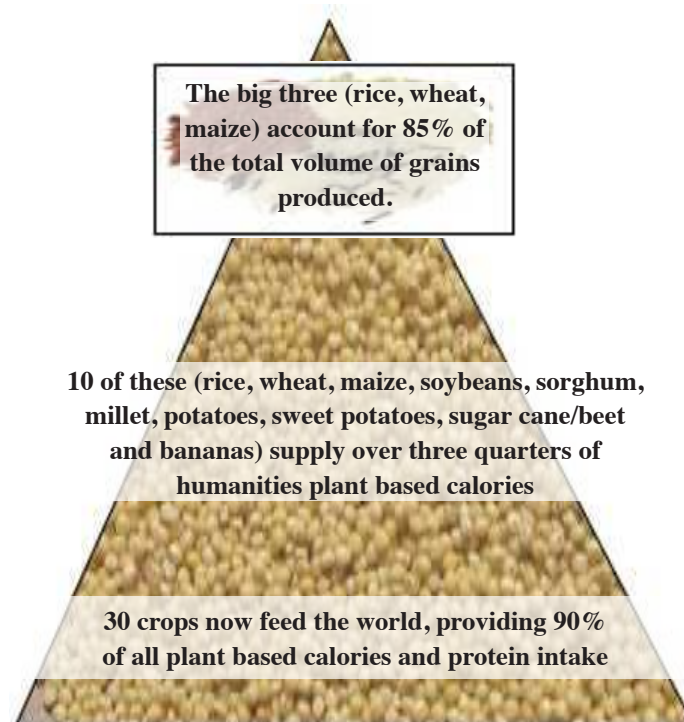 The big three (rice, wheat,
maize) account for 85% of
the total volume of grains
produced.
10 of these (rice, wheat, maize, soybeans, sorghum,
millet, potatoes, sweet potatoes, sugar cane/beet
and bananas) supply over three quarters of
humanities plant based calories
30 crops now feed the world, providing 90%
of all plant based calories and protein intake